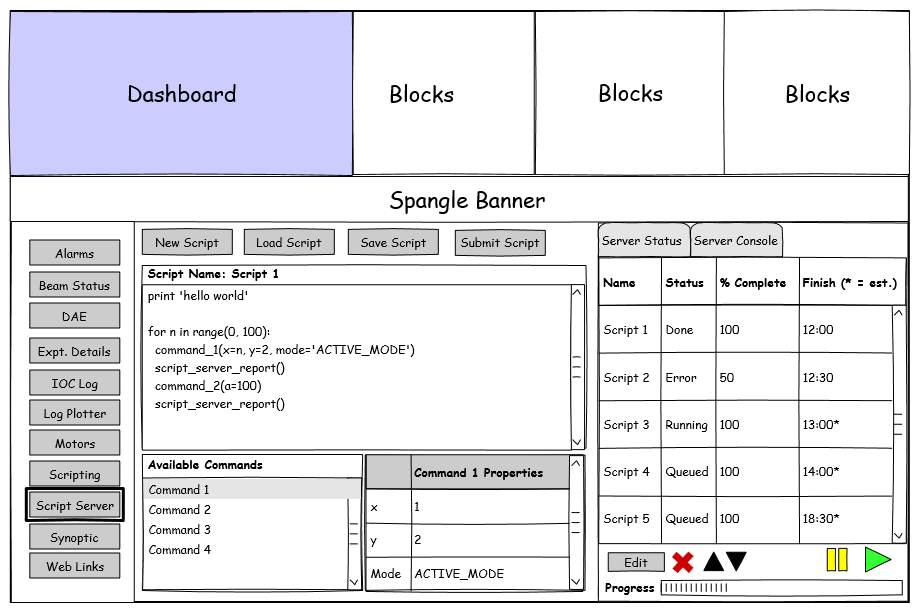 Dashboard
Blocks
Blocks
Blocks
Spangle Banner
Alarms
Beam Status
DAE
Expt. Details
IOC Log
Log Plotter
Motors
Scripting
Script Server
Synoptic
Web Links
New Script
Load Script
Save Script
Submit Script
Script Name: Script 1
print 'hello world'
for n in range(0, 100):
command_1(x=n, y=2, mode='ACTIVE_MODE')
script_server_report()
command_2(a=100)
script_server_report()
Available Commands
Command 1
Command 2
Command 3
Command 4
Command 1 Properties
x 1
y 2
Mode ACTIVE_MODE
Server Status
Server Console
Name Status % Complete Finish (* = est.)
Script 1 Done 100 12:00
Script 2 Error 50 12:30
Script 3 Running 100 13:00*
Script 4 Queued 100 14:00*
Script 5 Queued 100 18:30*
Edit
Progress